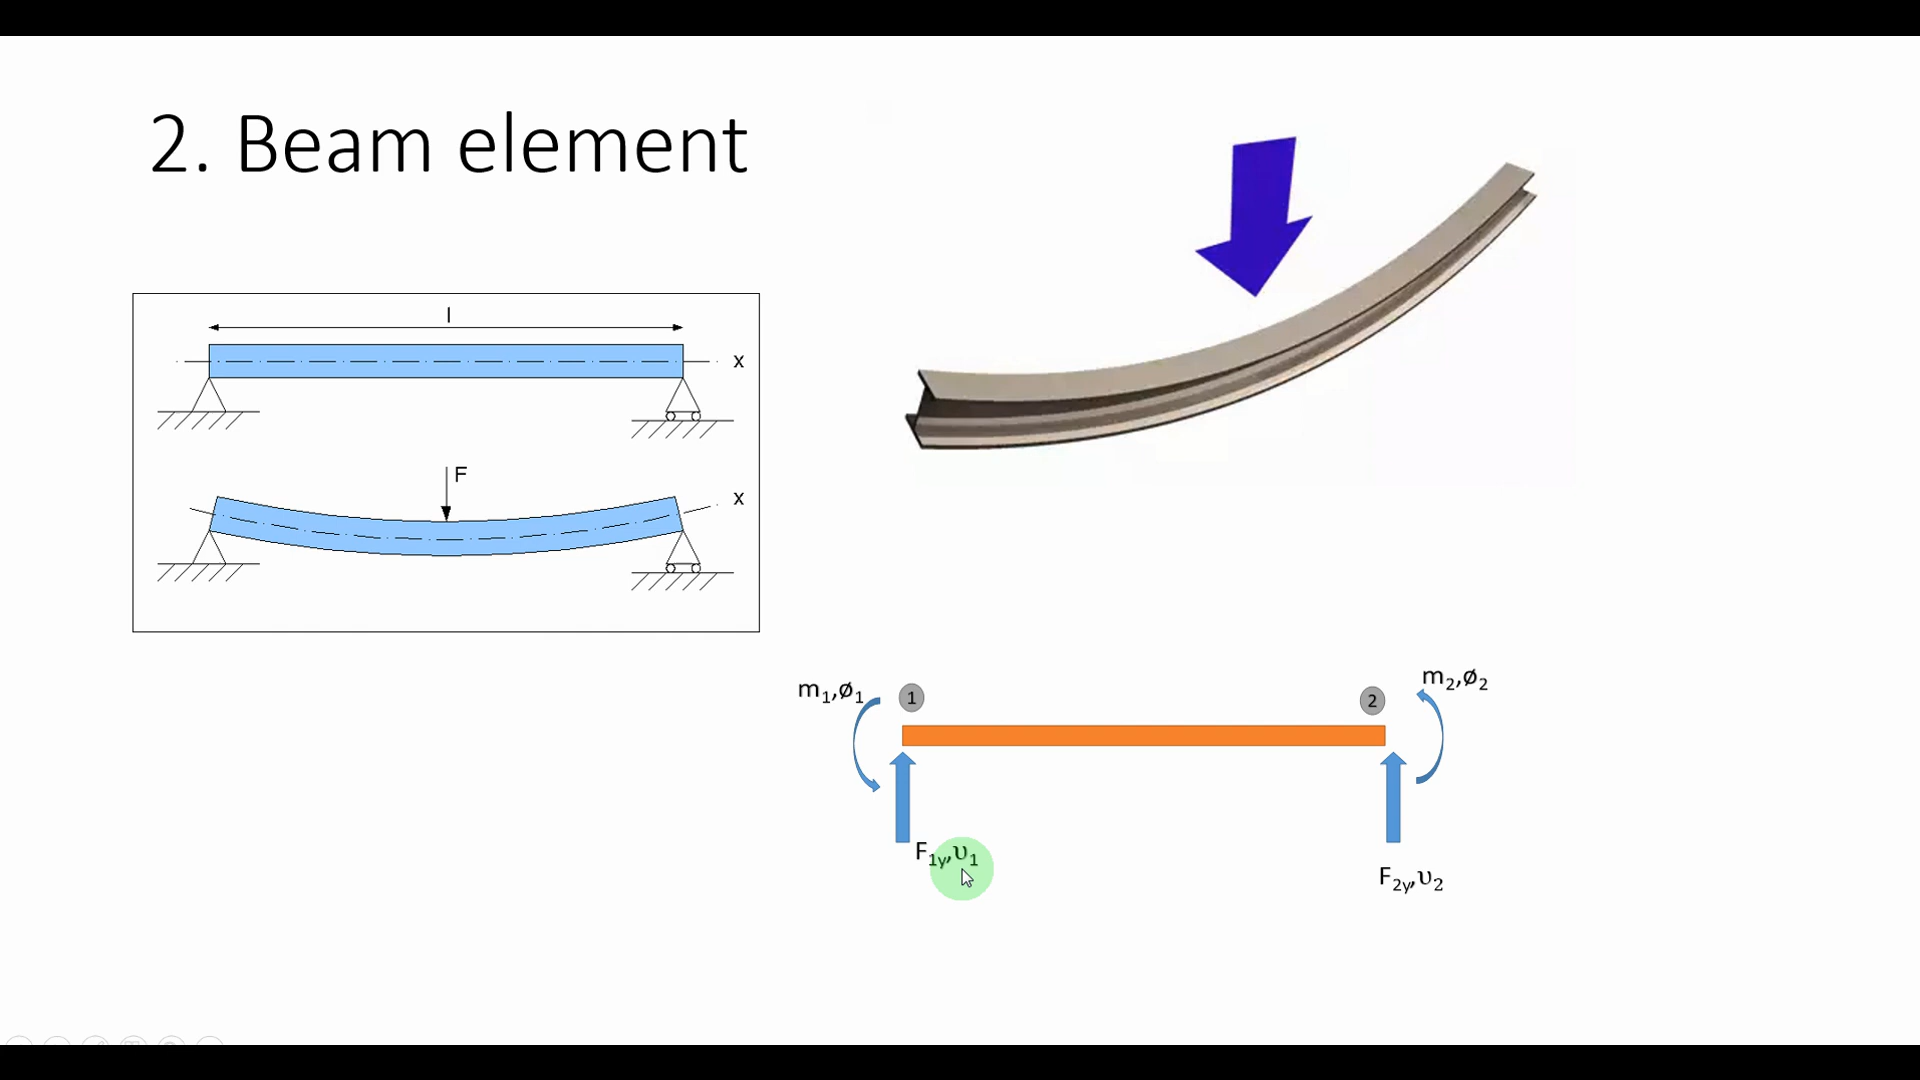 2. Beam element
l
x
F
x
m₁,ø₁
1
2
m₂,ø₂
F₁y,υ₁
F₂y,υ₂